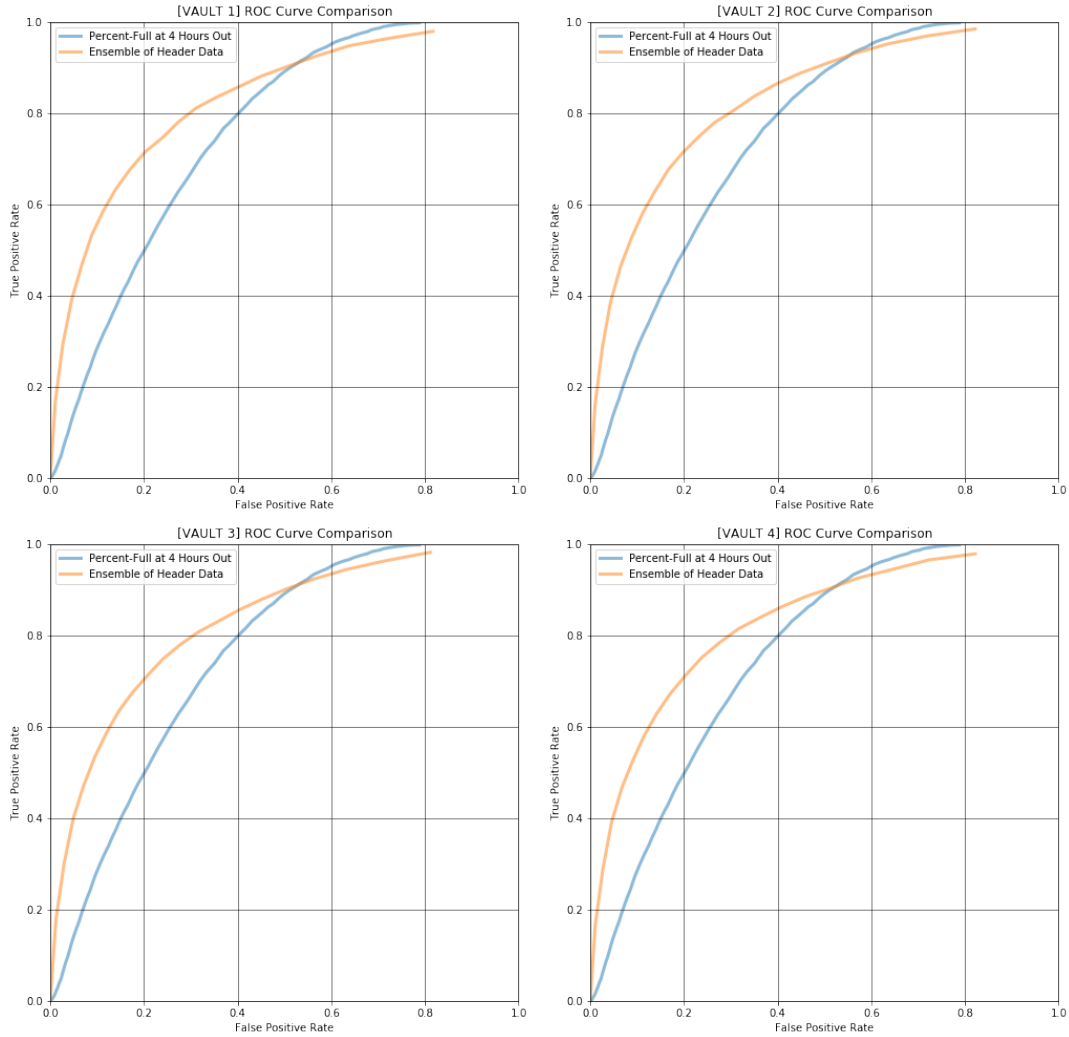 [VAULT 1] ROC Curve Comparison
Percent-Full at 4 Hours Out
Ensemble of Header Data
True Positive Rate
1.0
0.8
0.6
0.4
0.2
0.0
0.0 0.2 0.4 0.6 0.8 1.0
False Positive Rate
[VAULT 2] ROC Curve Comparison
Percent-Full at 4 Hours Out
Ensemble of Header Data
True Positive Rate
1.0
0.8
0.6
0.4
0.2
0.0
0.0 0.2 0.4 0.6 0.8 1.0
False Positive Rate
[VAULT 3] ROC Curve Comparison
Percent-Full at 4 Hours Out
Ensemble of Header Data
True Positive Rate
1.0
0.8
0.6
0.4
0.2
0.0
0.0 0.2 0.4 0.6 0.8 1.0
False Positive Rate
[VAULT 4] ROC Curve Comparison
Percent-Full at 4 Hours Out
Ensemble of Header Data
True Positive Rate
1.0
0.8
0.6
0.4
0.2
0.0
0.0 0.2 0.4 0.6 0.8 1.0
False Positive Rate